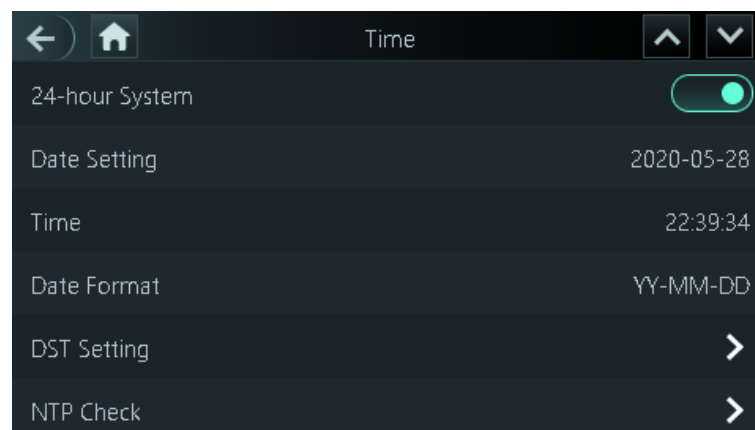 Time
24-hour System
Date Setting 2020-05-28
Time 22:39:34
Date Format YY-MM-DD
DST Setting
NTP Check